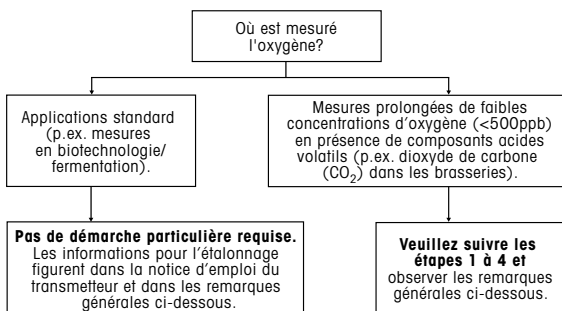 Où est mesuré
l'oxygène?
Applications standard
(p.ex. mesures
en biotechnologie/
fermentation).
Mesures prolongées de faibles
concentrations d'oxygène (<500ppb)
en présence de composants acides
volatils (p.ex. dioxyde de carbone
(CO₂) dans les brasseries).
Pas de démarche particulière requise.
Les informations pour l'étalonnage
figurent dans la notice d'emploi du
transmetteur et dans les remarques
générales ci-dessous.
Veuillez suivre les
étapes 1 à 4 et
observer les remarques
générales ci-dessous.